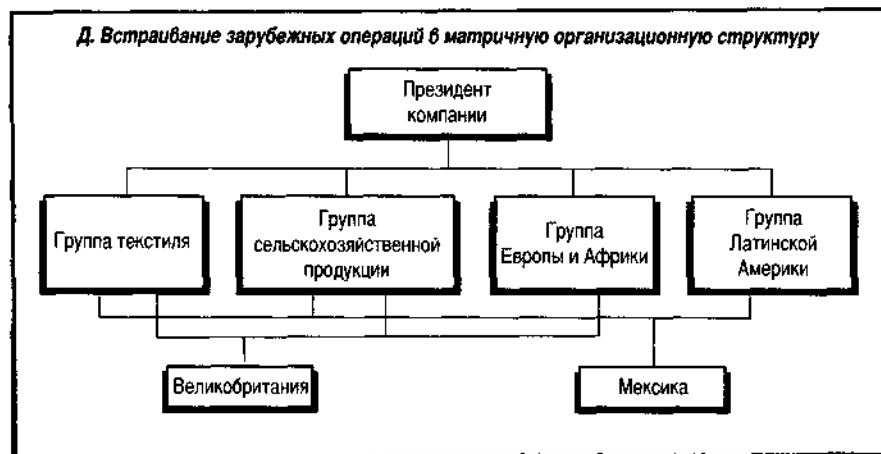 Д. Встраивание зарубежных операций в матричную организационную структуру
Президент
компании
Группа текстиля
Группа
сельскохозяйственной
продукции
Группа
Европы и Африки
Группа
Латинской
Америки
Великобритания
Мексика